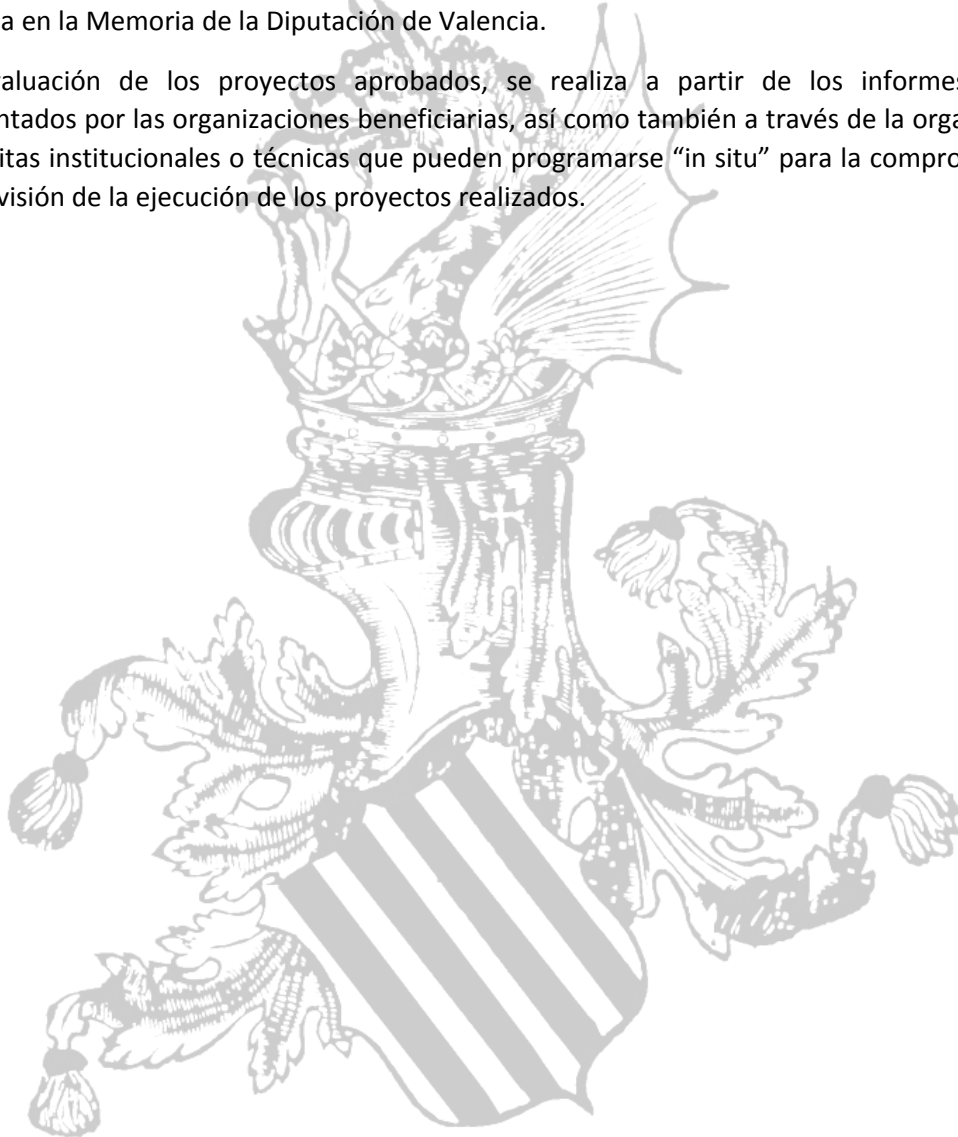 a en la Memoria de la Diputación de Valencia.
aluación de los proyectos aprobados, se realiza a partir de los informes
ntados por las organizaciones beneficiarias, así como también a través de la orga
itas institucionales o técnicas que pueden programarse “in situ” para la compro
visión de la ejecución de los proyectos realizados.